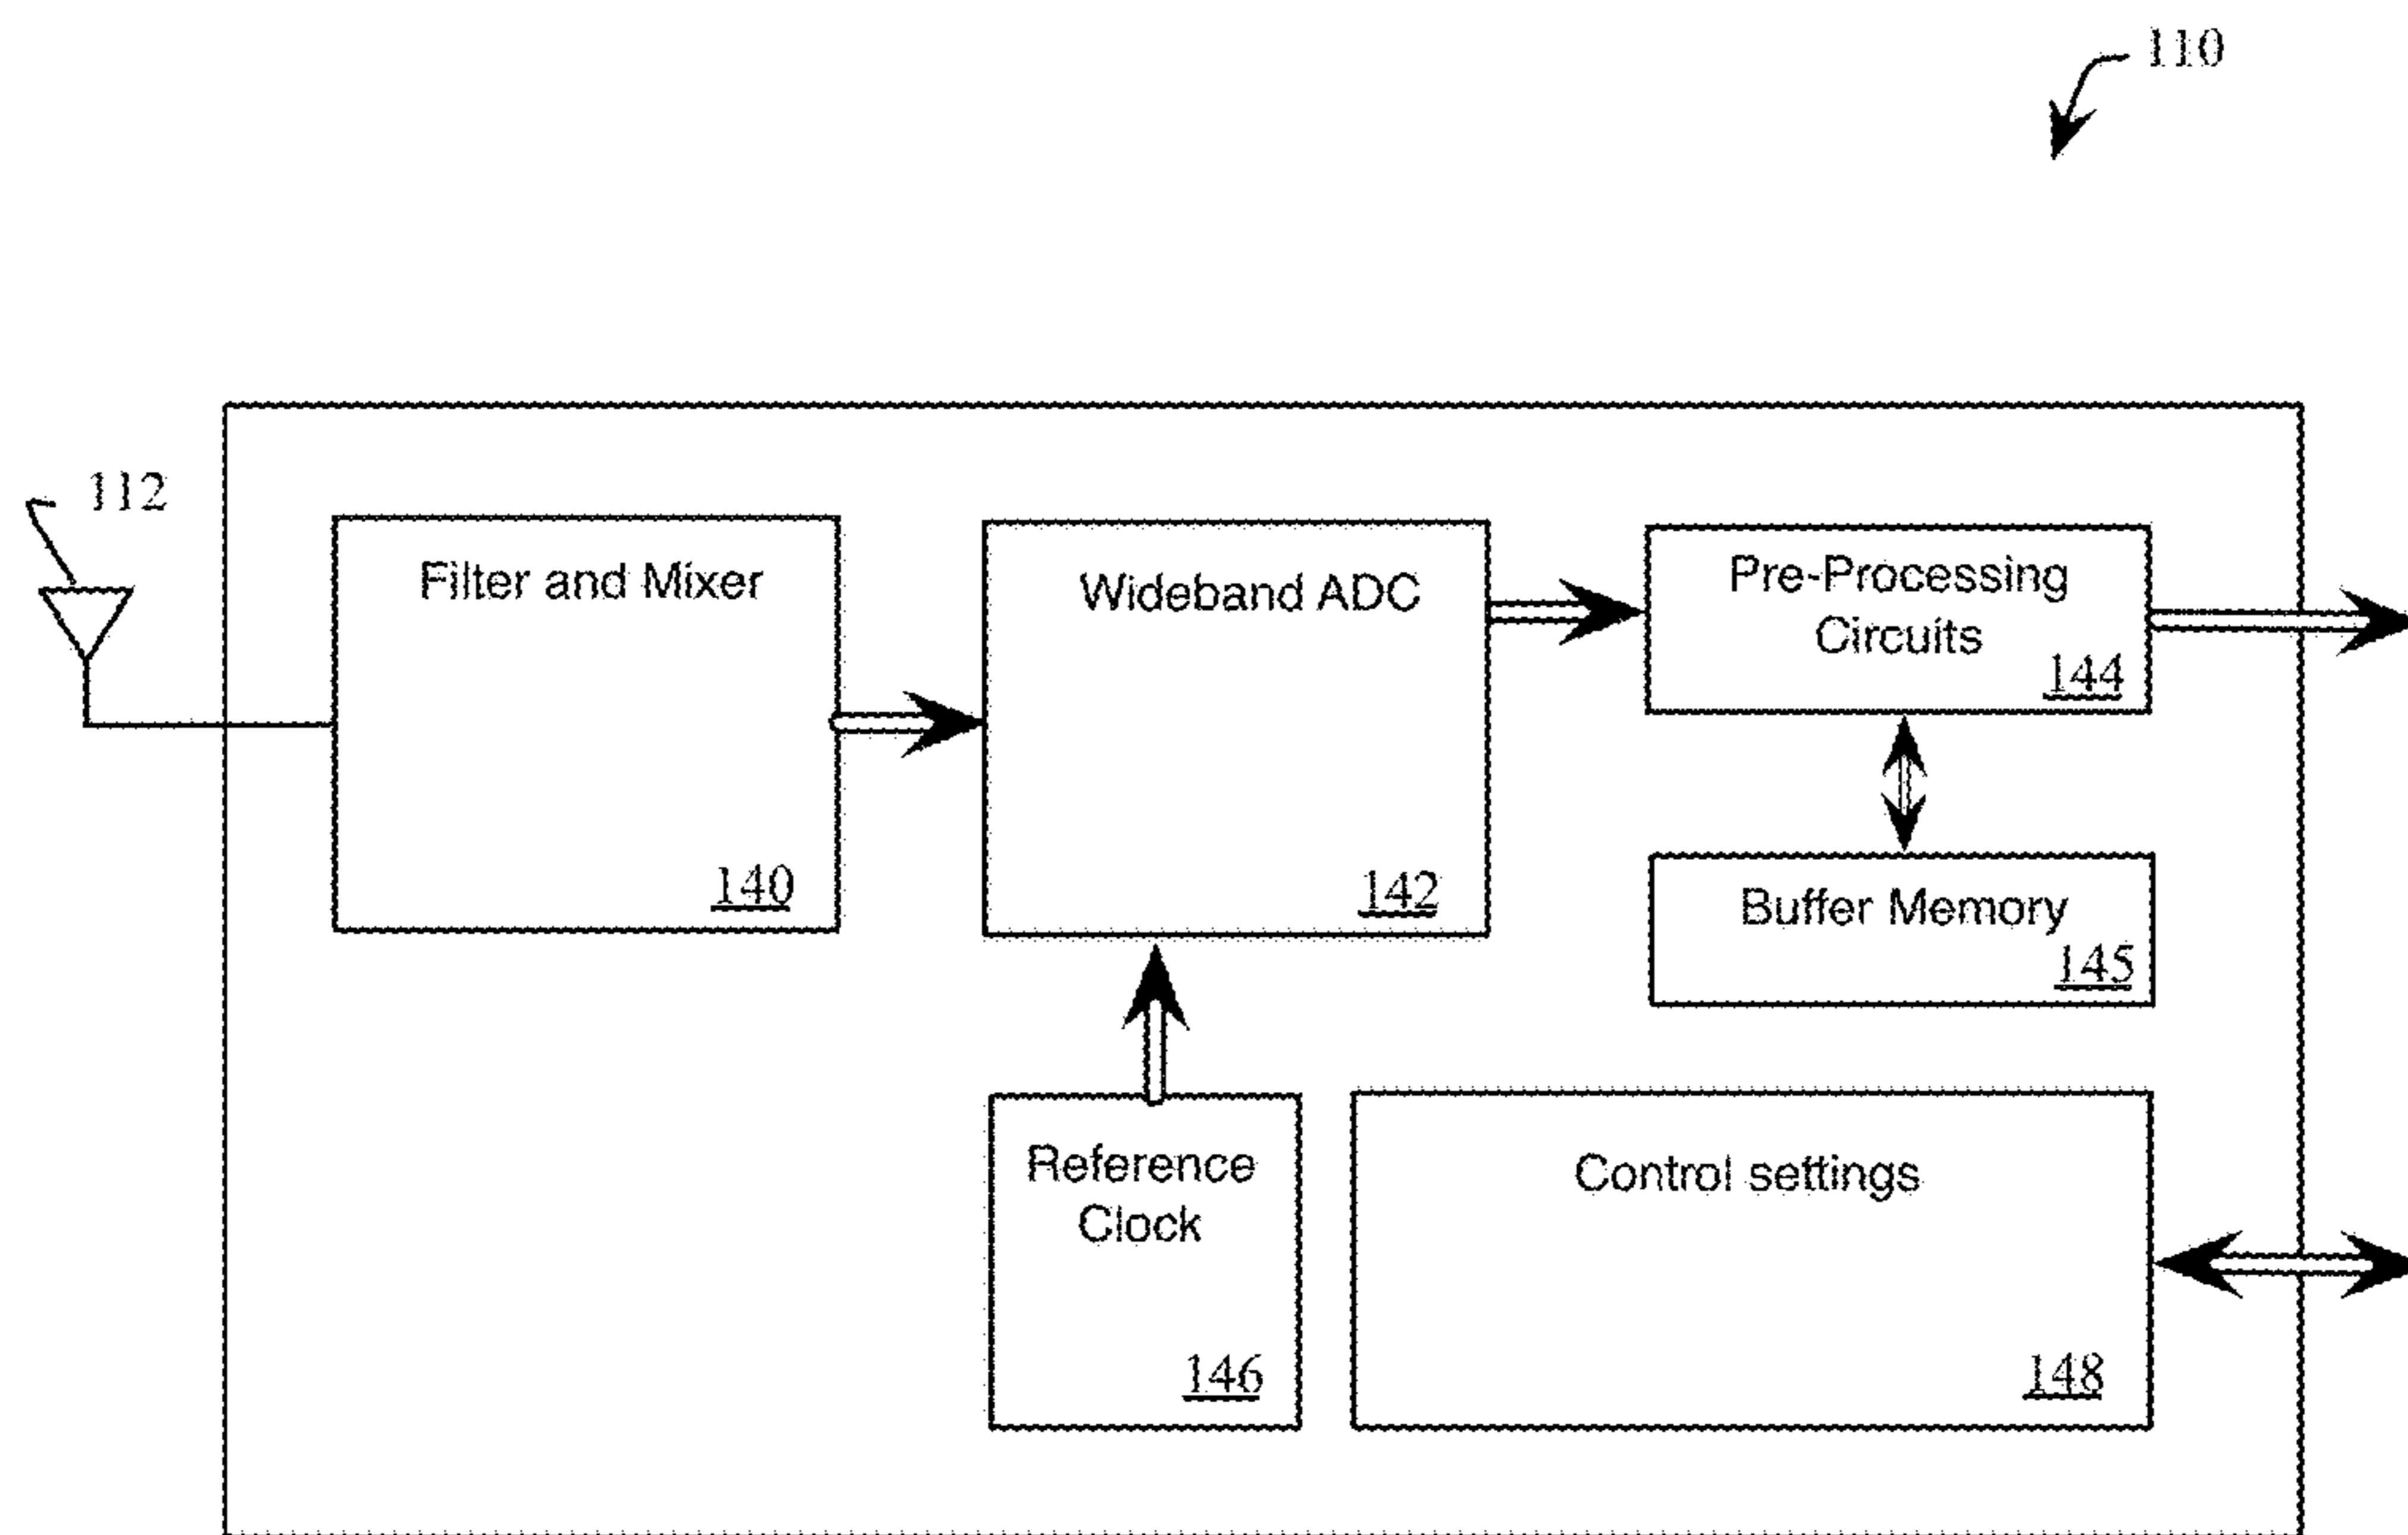 110
112
Filter and Mixer
140
Wideband ADC
142
Pre-Processing
Circuits
144
Buffer Memory
145
Reference
Clock
146
Control settings
148